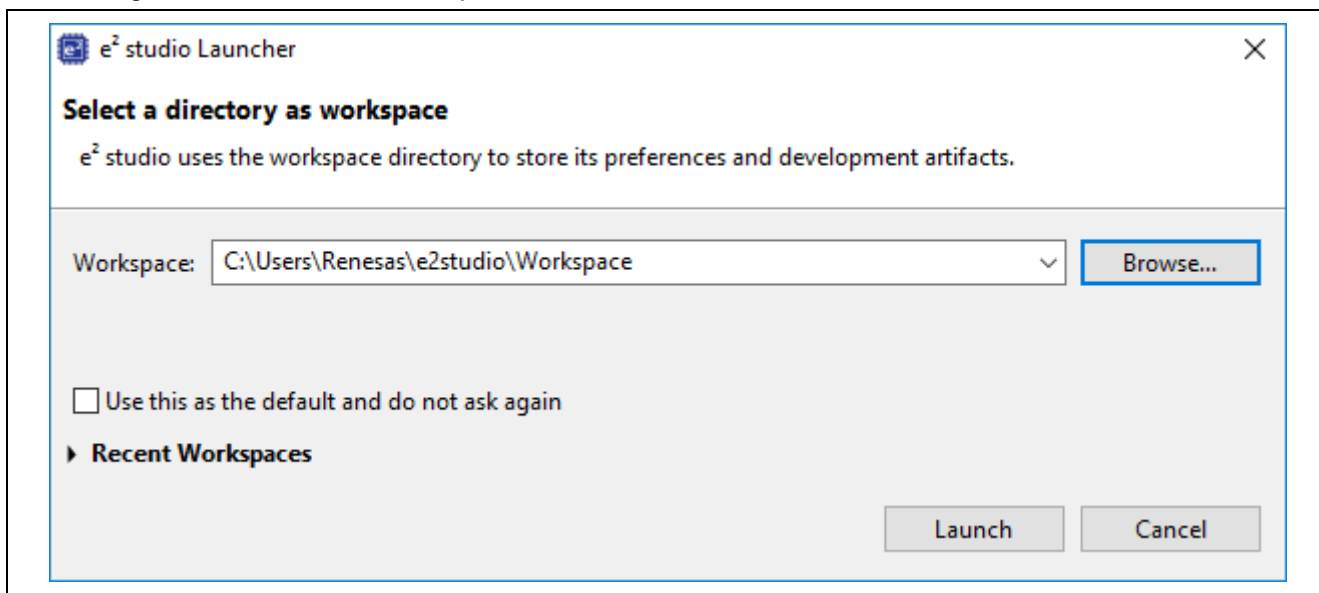 e² studio Launcher
Select a directory as workspace
e² studio uses the workspace directory to store its preferences and development artifacts.
Workspace: C:\Users\Renesas\e2studio\Workspace Browse...
Use this as the default and do not ask again
Recent Workspaces
Launch Cancel